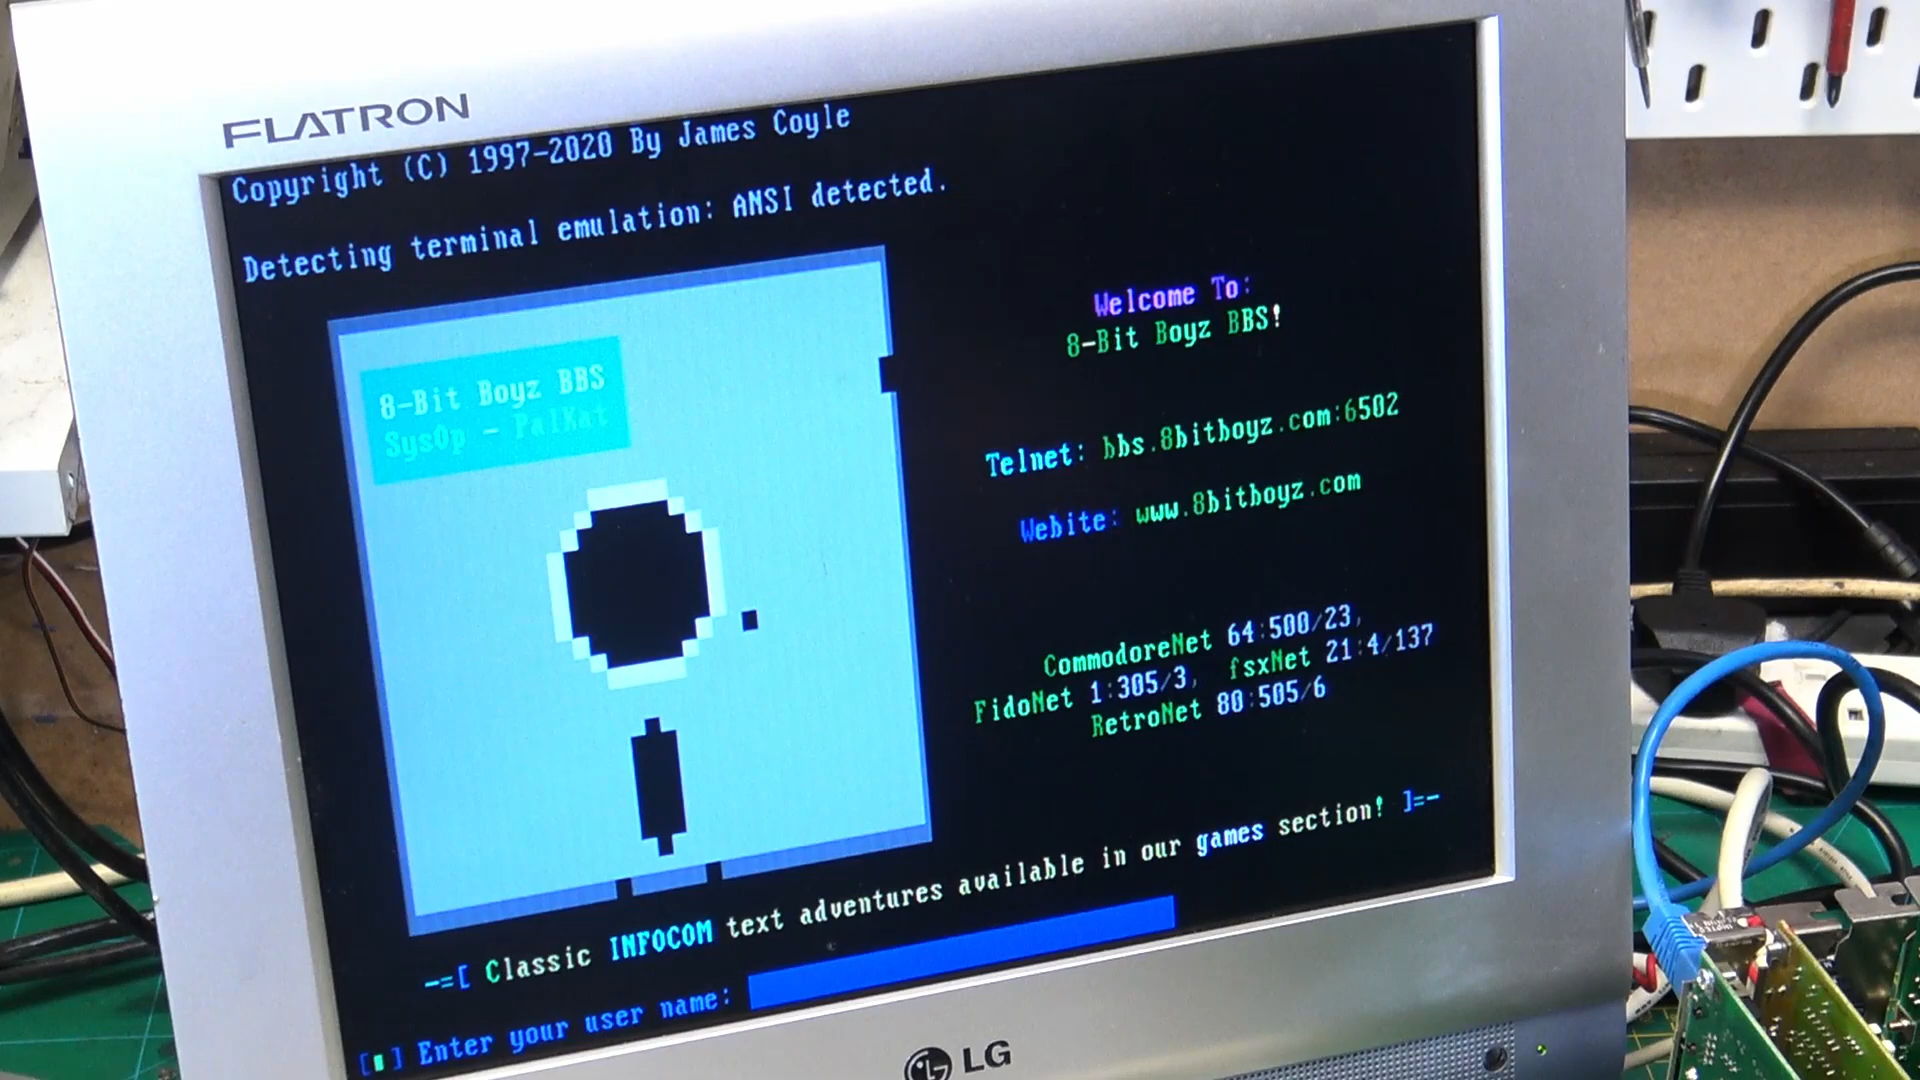 FLATRON
Copyright (C) 1997-2020 By James Coyle
Detecting terminal emulation: ANSI detected.
8-Bit Boyz BBS
SysOp - PalKat
Welcome To:
8-Bit Boyz BBS!
Telnet: bbs.8bitboyz.com:6502
Webite: www.8bitboyz.com
CommodoreNet 64:500/23,
FidoNet 1:305/3, fsxNet 21:4/137
RetroNet 80:505/6
-=[ Classic INFOCOM text adventures available in our games section! ]=-
[▮] Enter your user name:
LG